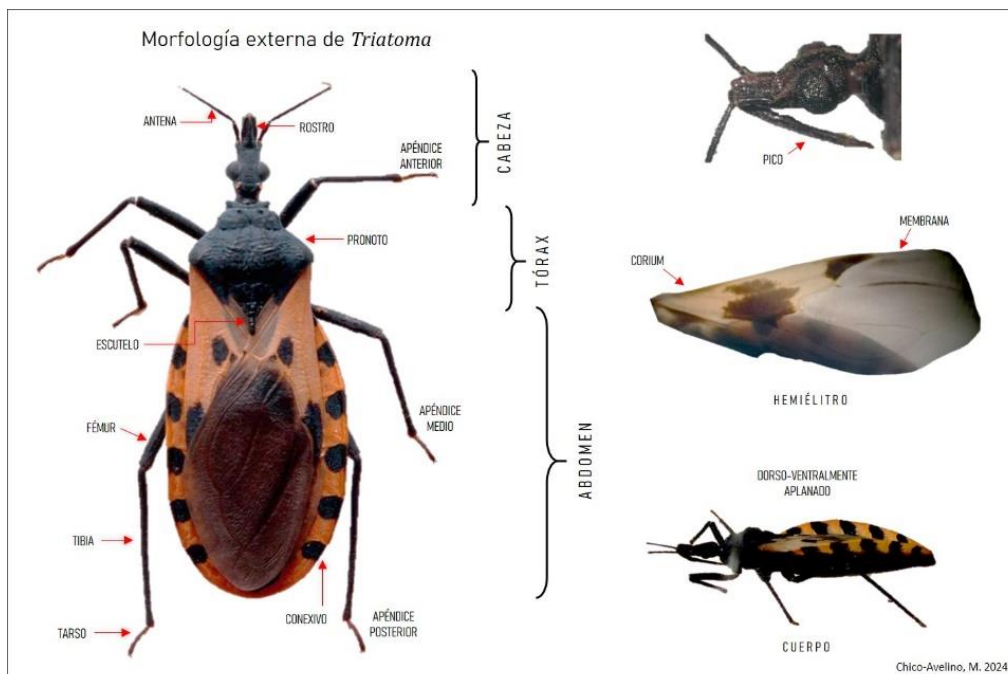 Morfología externa de Triatoma
ANTENA
ROSTRO
APÉNDICE
ANTERIOR
CABEZA
PRONOTO
TÓRAX
ESCUTELO
FÉMUR
APÉNDICE
MEDIO
ABDOMEN
TIBIA
TARSO
CONEXIVO
APÉNDICE
POSTERIOR
PICO
MEMBRANA
CORIUM
HEMIÉLITRO
DORSO-VENTRALMENTE
APLANADO
CUERPO
Chico-Avelino, M. 2024